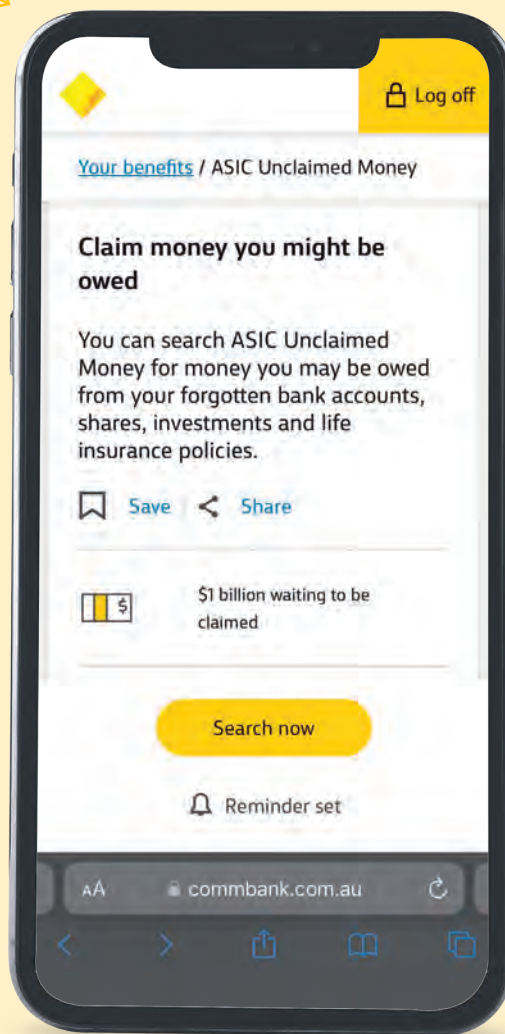 Log off
Your benefits / ASIC Unclaimed Money
Claim money you might be
owed
You can search ASIC Unclaimed
Money for money you may be owed
from your forgotten bank accounts,
shares, investments and life
insurance policies.
Save Share
$
$1 billion waiting to be
claimed
Search now
Reminder set
AA commbank.com.au